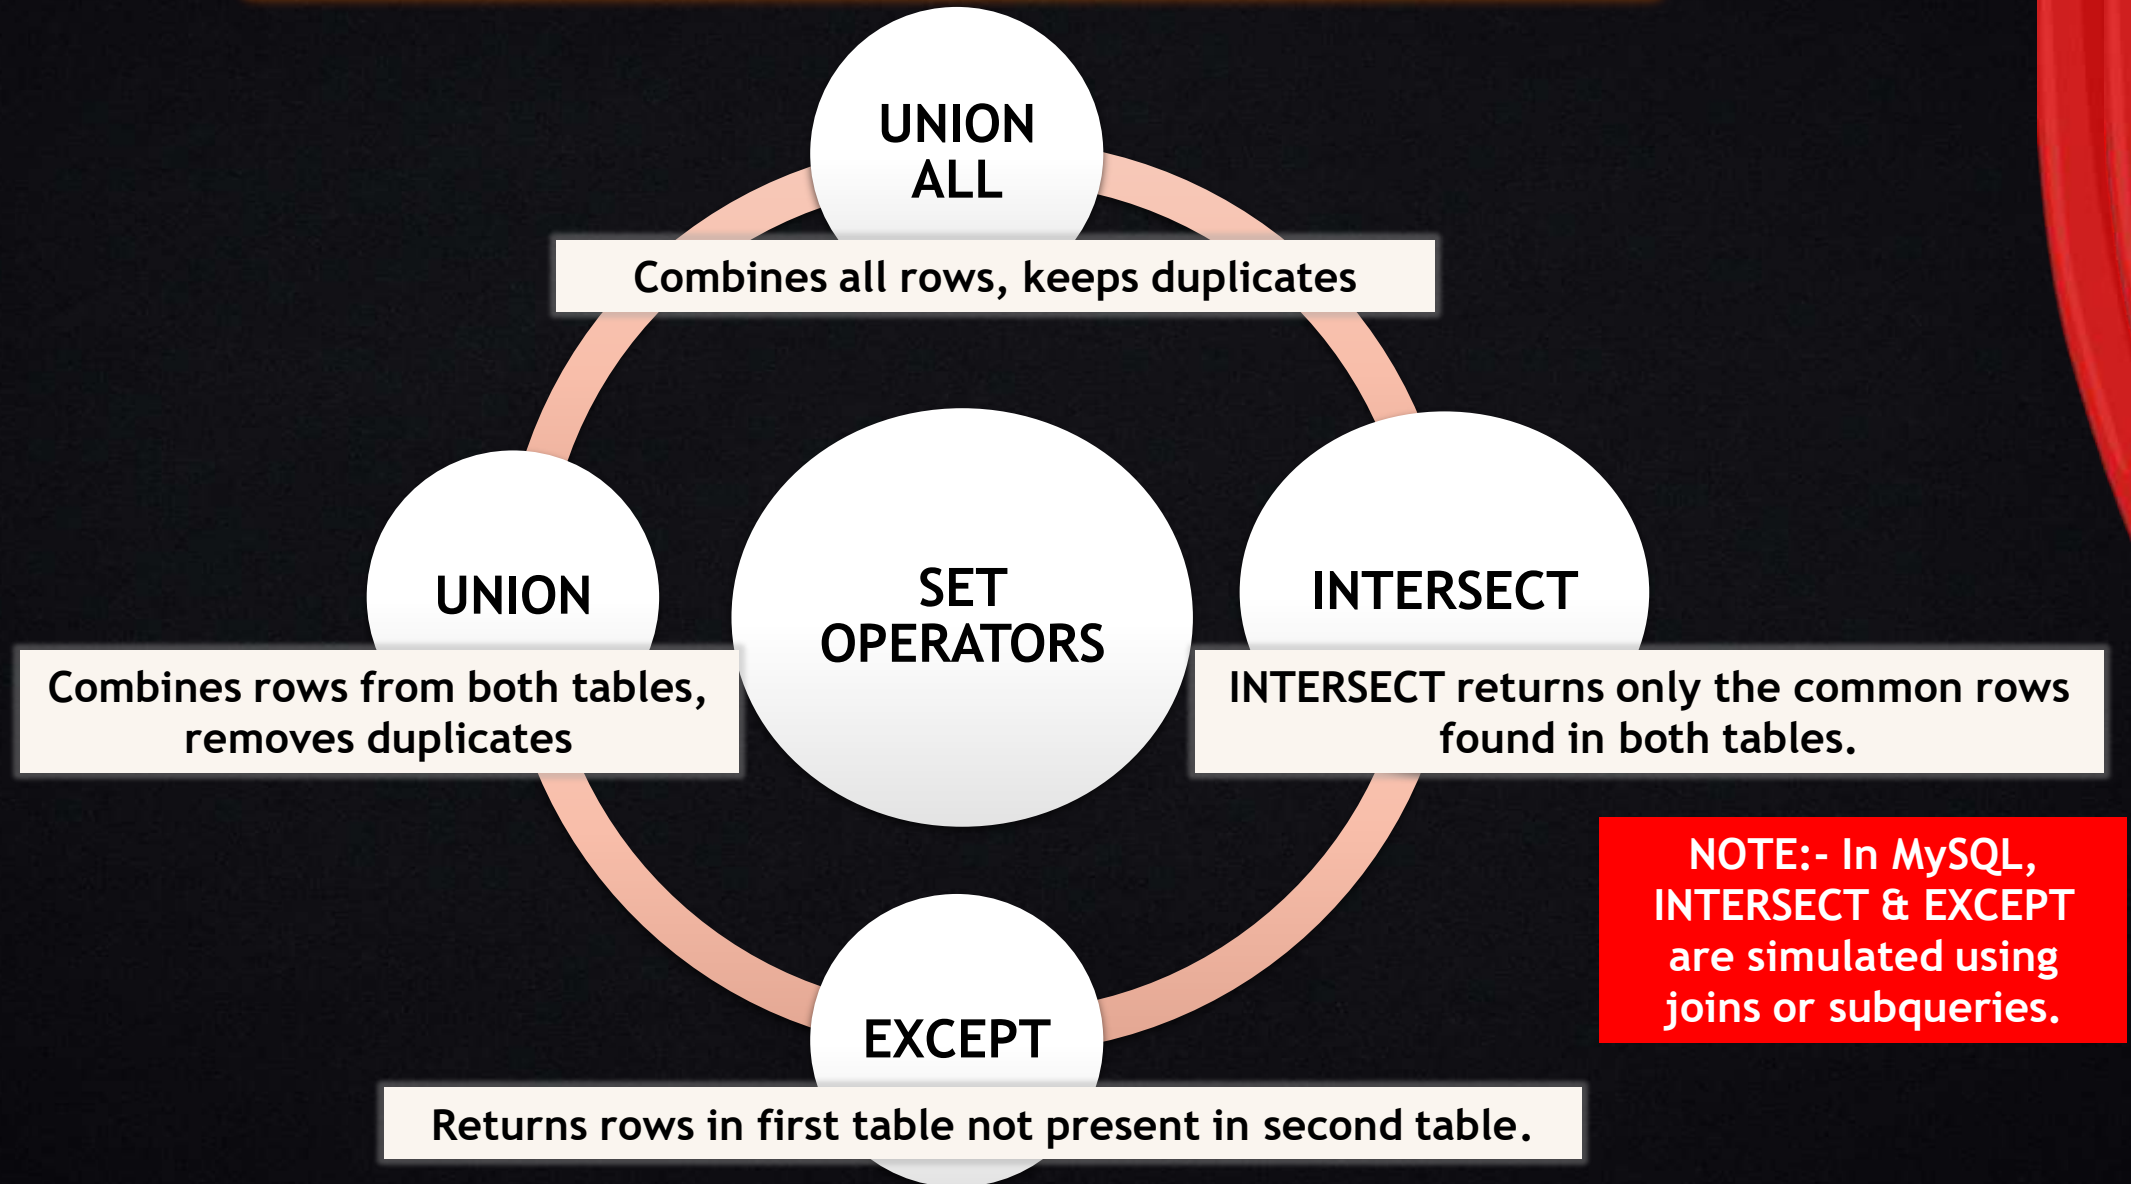 UNION
ALL
Combines all rows, keeps duplicates
UNION
Combines rows from both tables,
removes duplicates
SET
OPERATORS
INTERSECT
INTERSECT returns only the common rows
found in both tables.
NOTE:- In MySQL,
INTERSECT & EXCEPT
are simulated using
joins or subqueries.
EXCEPT
Returns rows in first table not present in second table.